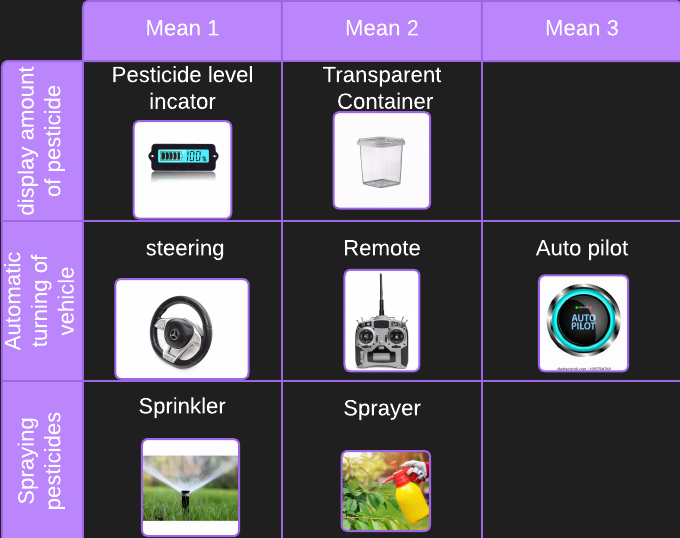 Mean 1
Mean 2
Mean 3
display amount
of pesticide
Pesticide level
incator
100 %
Transparent
Container
Automatic
turning of
vehicle
steering
Remote
Auto pilot
AUTO
PILOT
Spraying
pesticides
Sprinkler
Sprayer